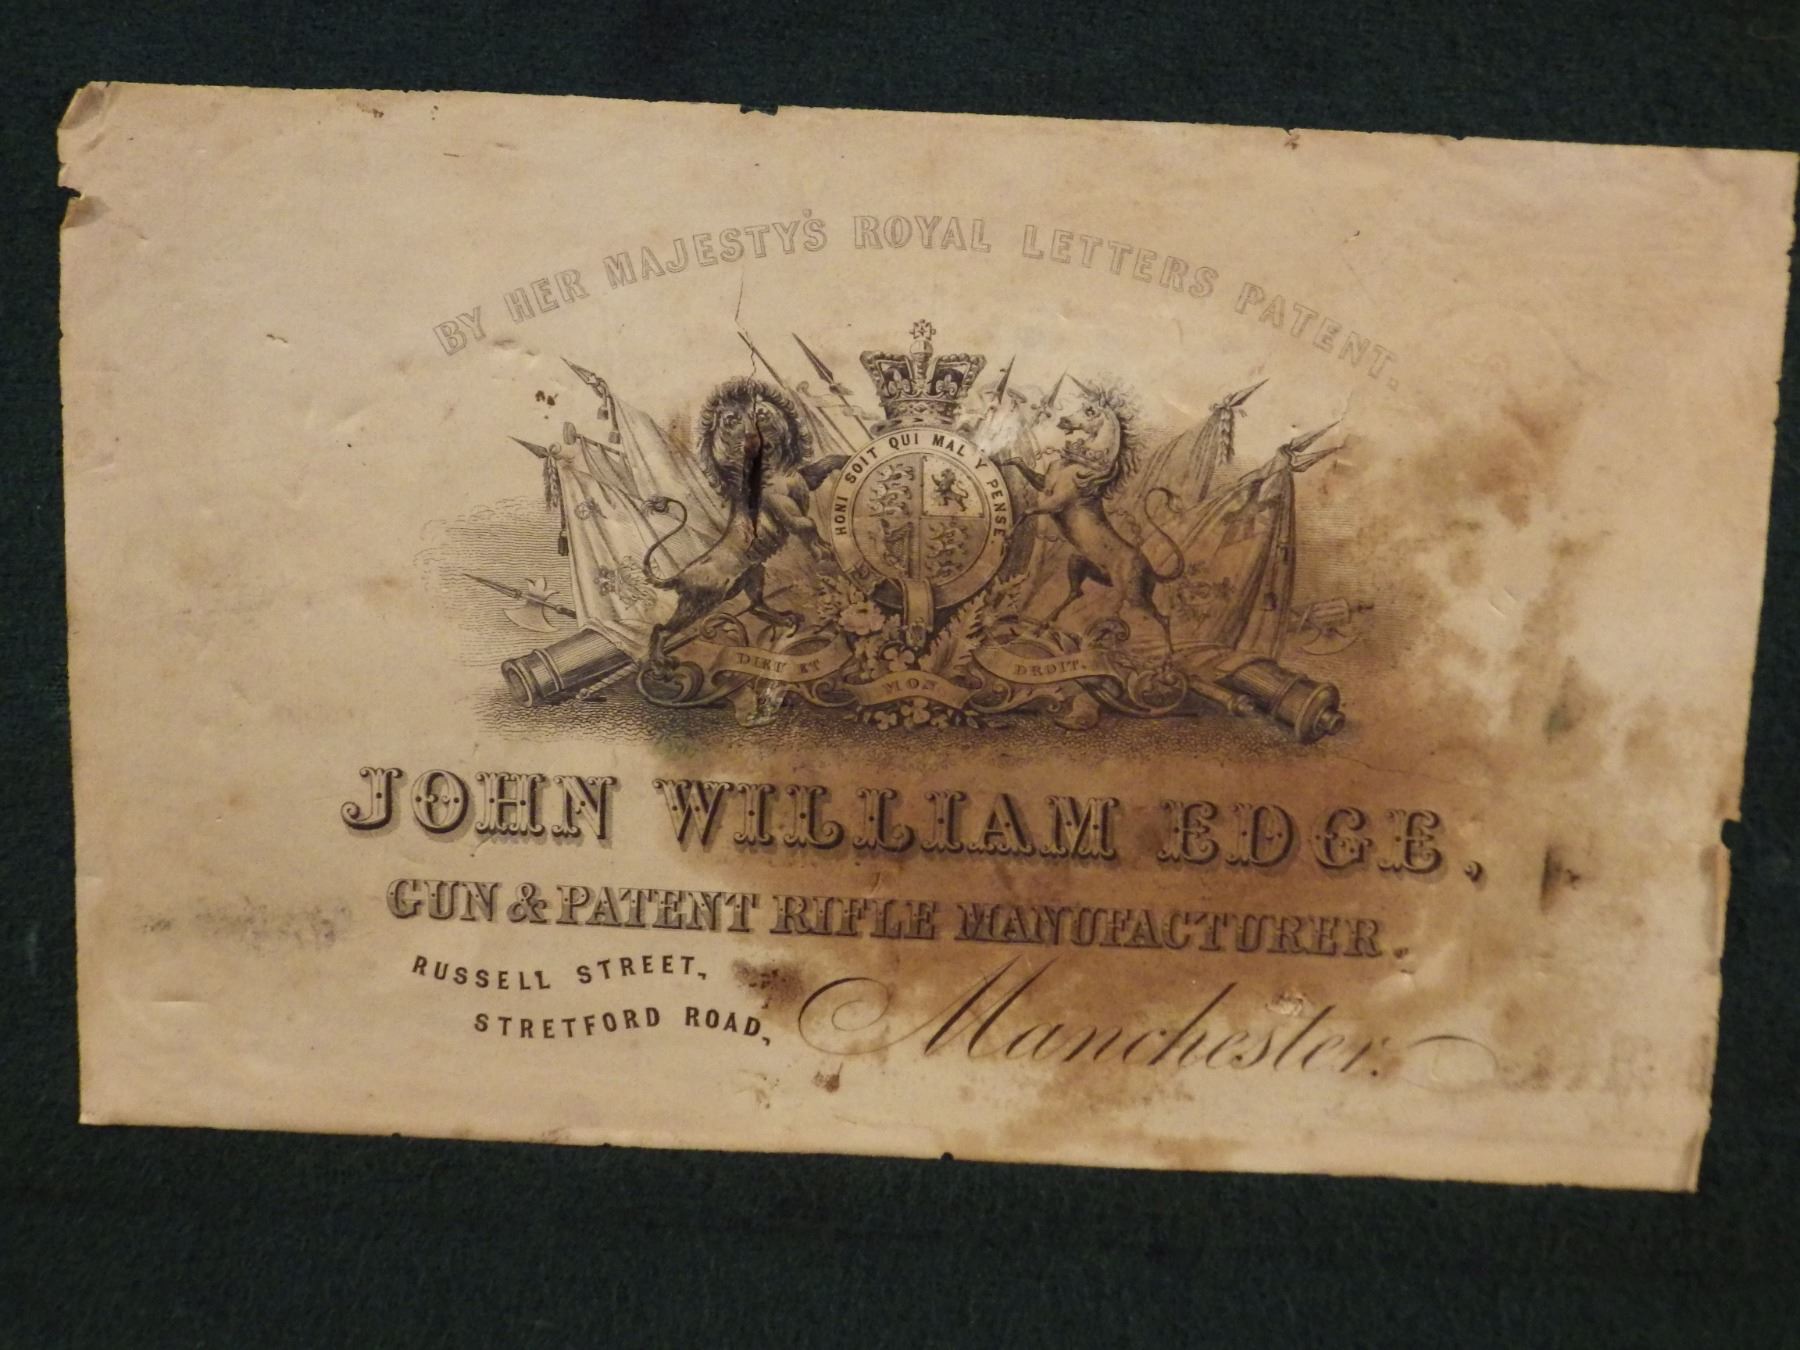 BY HER MAJESTY'S ROYAL LETTERS PATENT.
HONI SOIT QUI MAL Y PENSE
DIEU ET MON DROIT.
JOHN WILLIAM EDGE,
GUN & PATENT RIFLE MANUFACTURER.
RUSSELL STREET,
STRETFORD ROAD, Manchester.